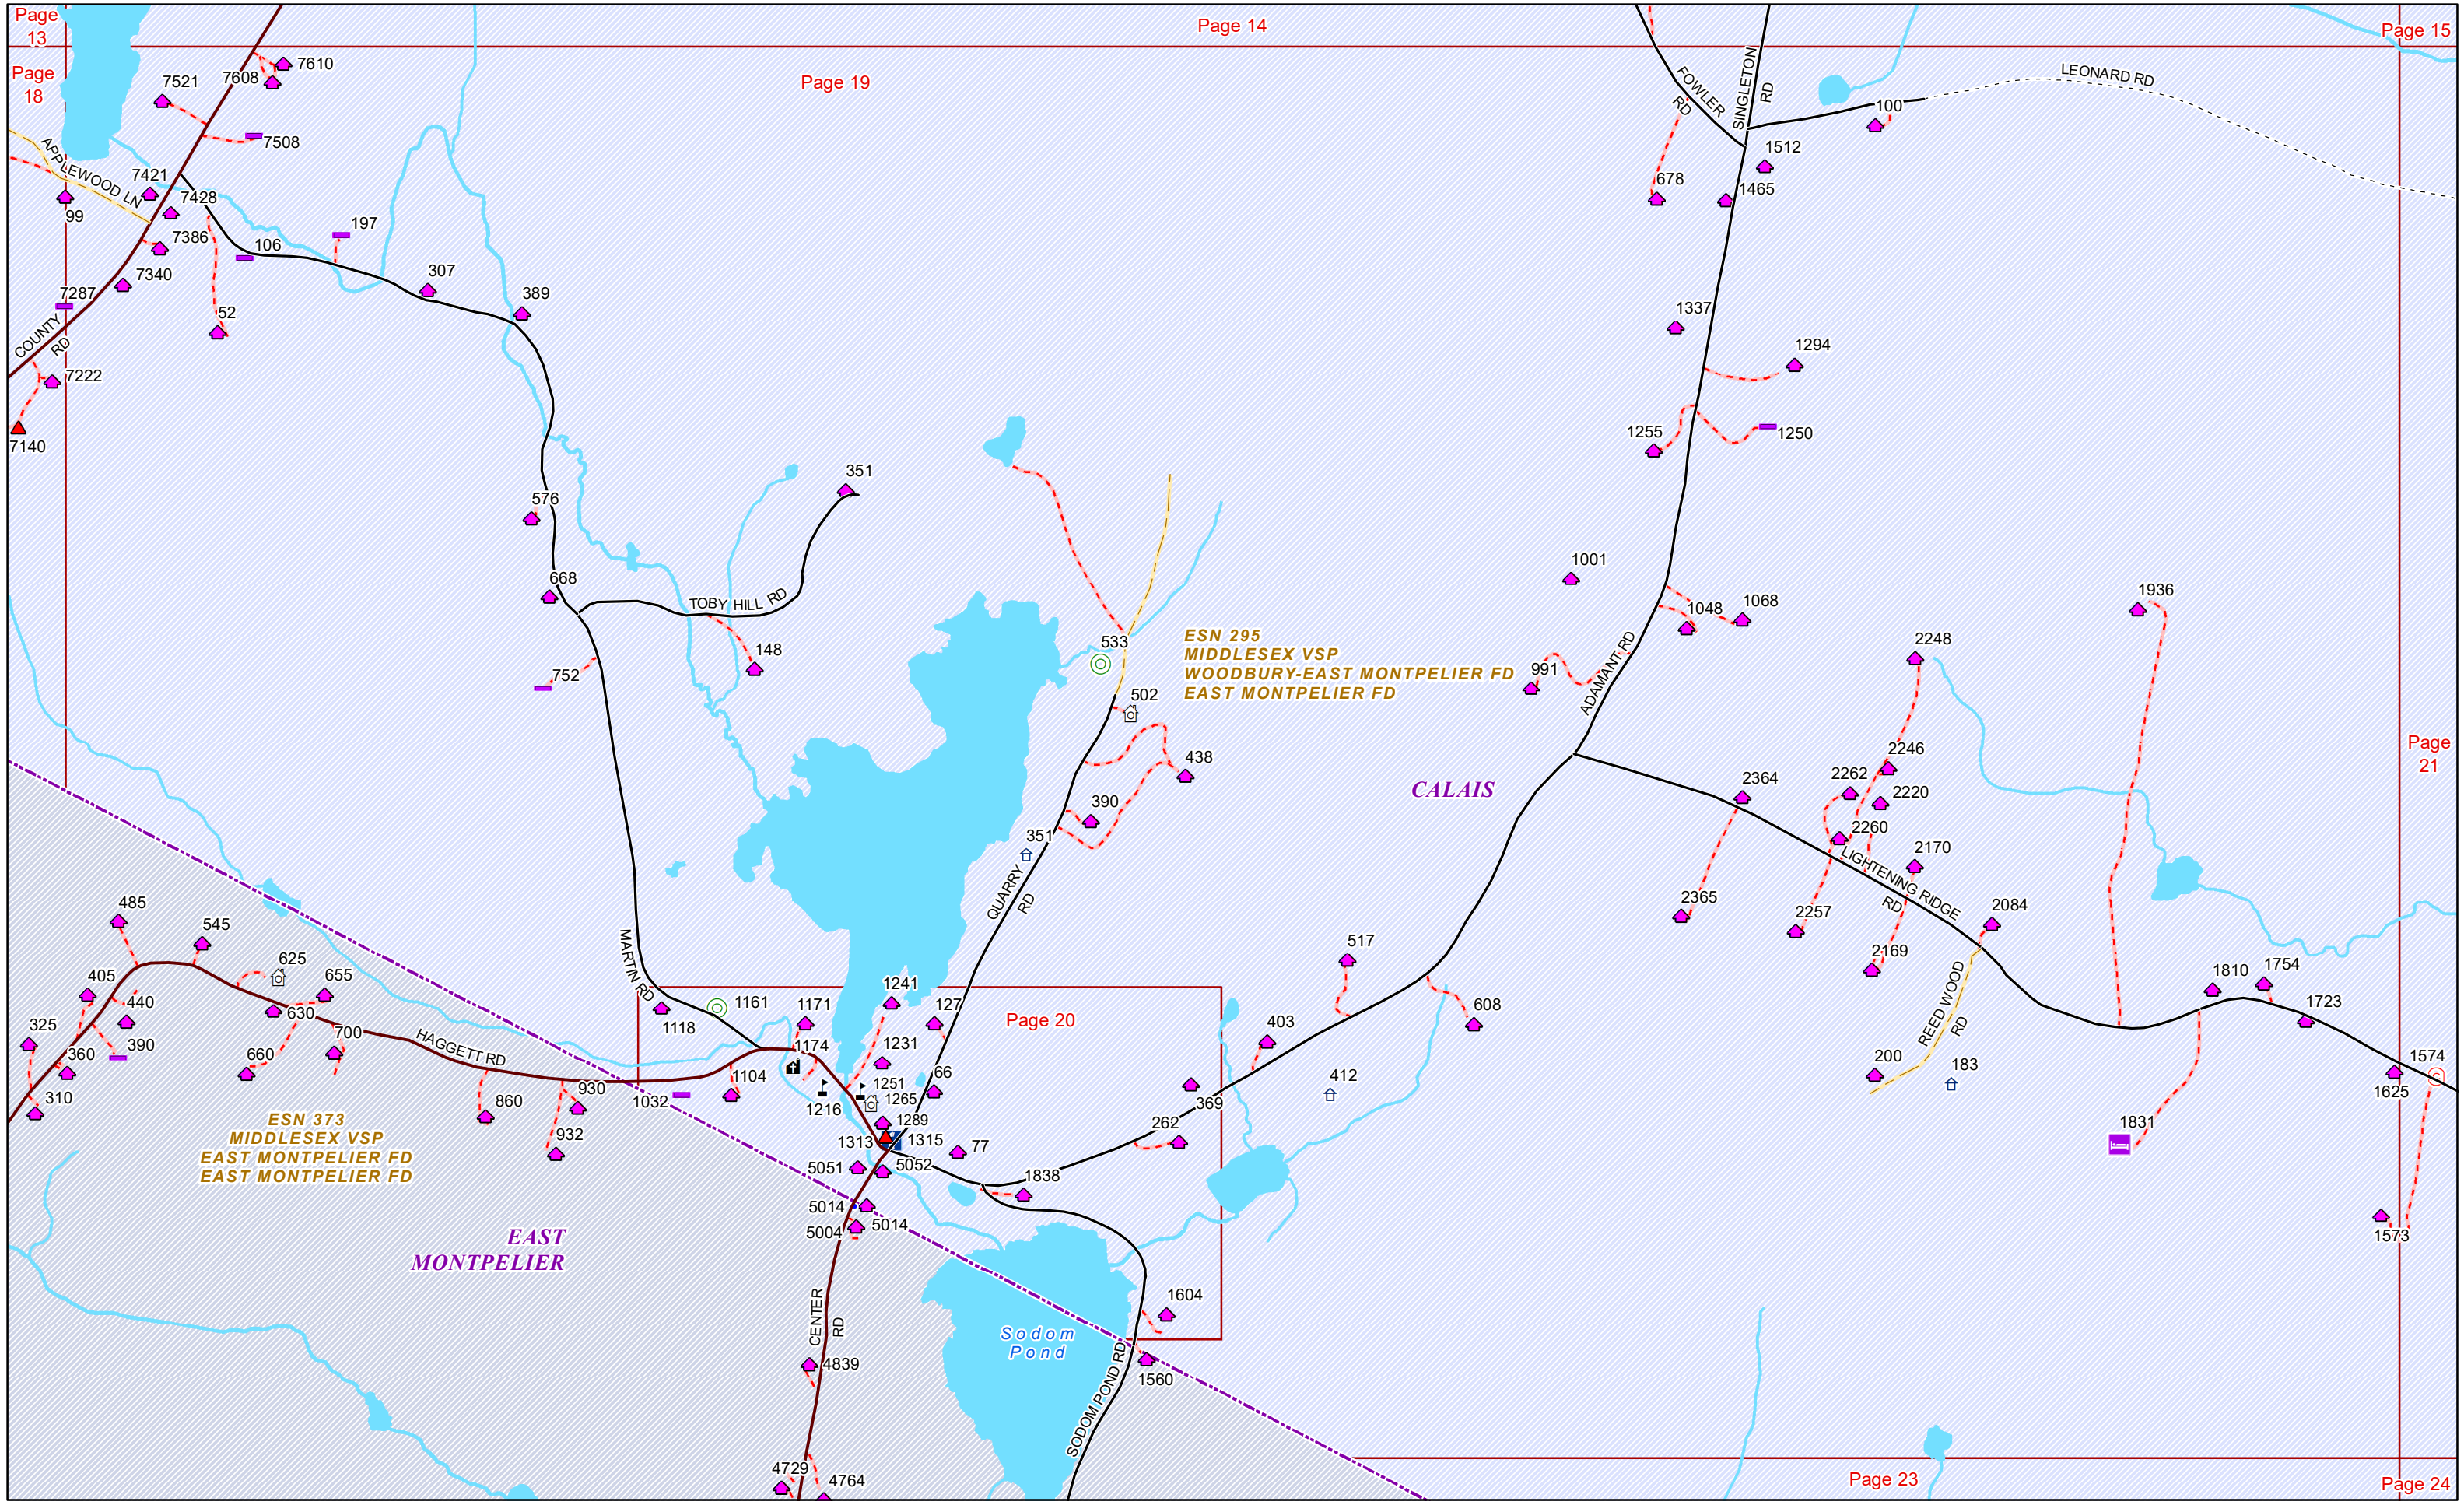 Page
13
Page 14
Page 15
Page
18
Page 19
7610
7608
7521
7508
LEONARD RD
FOWLER
RD
SINGLETON
RD
100
APPLEWOOD LN
7421
7428
99
7386
106
197
7340
7287
307
389
52
COUNTY
RD
7222
7140
1512
678
1465
1337
1294
1255
1250
351
576
668
TOBY HILL RD
148
752
533
ESN 295
MIDDLESEX VSP
WOODBURY-EAST MONTPELIER FD
EAST MONTPELIER FD
502
438
390
351
QUARRY
RD
1001
1048
1068
991
ADAMANT RD
CALAIS
1936
2248
2246
2262
2220
2364
2260
LIGHTENING RIDGE
RD
2170
2365
2257
2169
2084
Page
21
485
545
625
405
440
655
630
325
700
360
390
660
HAGGETT RD
310
860
930
932
1032
MARTIN RD
1161
1118
1171
1241
127
Page 20
1174
1231
1104
66
1251
1265
1216
1289
1313
1315
77
5051
5052
1838
5014
5014
5004
517
403
608
412
369
262
REED WOOD
RD
200
183
1810
1754
1723
1574
1625
1831
1573
ESN 373
MIDDLESEX VSP
EAST MONTPELIER FD
EAST MONTPELIER FD
EAST
MONTPELIER
CENTER
RD
1604
Sodom
Pond
4839
1560
SODOM POND RD
4729
4764
Page 23
Page 24